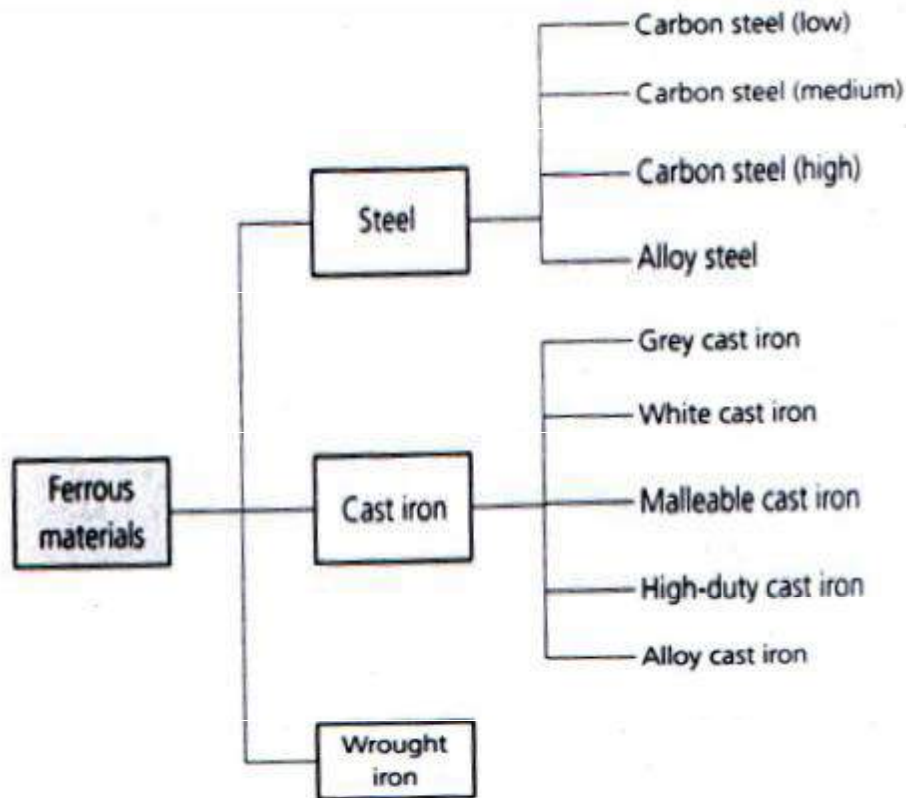 Carbon steel (low)
Carbon steel (medium)
Carbon steel (high)
Alloy steel
Steel
Grey cast iron
White cast iron
Malleable cast iron
High-duty cast iron
Alloy cast iron
Cast iron
Ferrous
materials
Wrought
iron